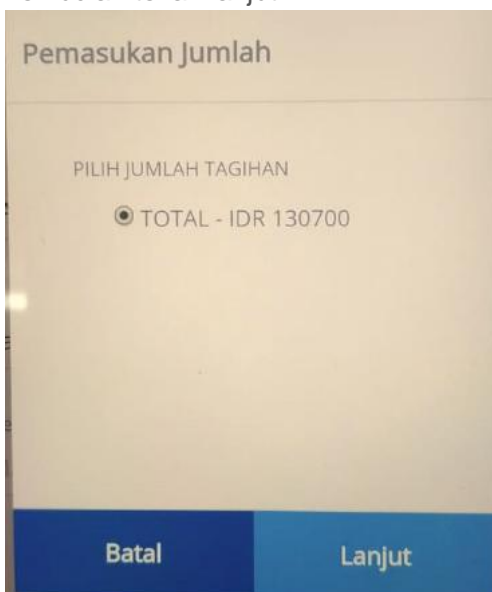 Pemasukan Jumlah
PILIH JUMLAH TAGIHAN
TOTAL - IDR 130700
Batal
Lanjut